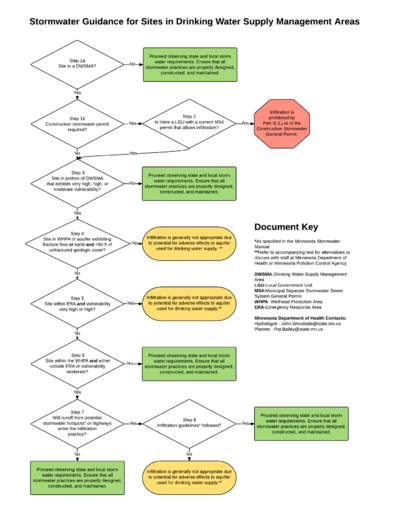 Stormwater Guidance for Sites in Drinking Water Supply Management Areas
Step 1a
Site in a DWSMA?
No
Proceed observing state and local storm
water requirements. Ensure that all
stormwater practices are properly designed,
constructed, and maintained.
Yes
Step 1b
Construction stormwater permit
required?
Yes
Step 2
Is there a LGU with a current MS4
permit that allows infiltration?
No
Infiltration is
prohibited by
Part III.
of the
Construction Stormwater
General Permit.
No
Yes
Step 3
Site in portion of DWSMA
that exhibits very high, high, or
moderate vulnerability?
No
Proceed observing state and local storm
water requirements. Ensure that all
stormwater practices are properly designed,
constructed, and maintained.
Yes
Step 4
Site in WHPA of aquifer exhibiting
fracture flow or karst and <50 ft of
unfractured geologic cover?
Yes
Infiltration is generally not appropriate due
to potential for adverse effects to aquifer
used for drinking water supply. **
No
Step 5
Site within ERA and vulnerability
very high or high?
Yes
Infiltration is generally not appropriate due
to potential for adverse effects to aquifer
used for drinking water supply.**
No
Step 6
Site within the WHPA and either
outside ERA or vulnerability
moderate?
No
Proceed observing state and local storm
water requirements. Ensure that all
stormwater practices are properly designed,
constructed, and maintained.
Yes
Step 7
Will runoff from potential
stormwater hotspots* or highways
enter the infiltration
practice?
Yes
Step 8
Infiltration guidelines* followed?
Yes
Proceed observing state and local storm
water requirements. Ensure that all
stormwater practices are properly designed,
constructed, and maintained.
No
No
Proceed observing state and local storm
water requirements. Ensure that all
stormwater practices are properly designed,
constructed, and maintained.
Infiltration is generally not appropriate due
to potential for adverse effects to aquifer
used for drinking water supply.**
Document Key
*As specified in the Minnesota Stormwater
Manual
**Refer to accompanying text for alternatives or
discuss with staff at Minnesota Department of
Health or Minnesota Pollution Control Agency
DWSMA-Drinking Water Supply Management
Area
LGU-Local Government Unit
MS4-Municipal Separate Stormwater Sewer
System General Permit
WHPA- Wellhead Protection Area
ERA-Emergency Response Area
Minnesota Department of Health Contacts:
Hydrologist - John.Woodside@state.mn.us
Planner - Pat.Bailey@state.mn.us